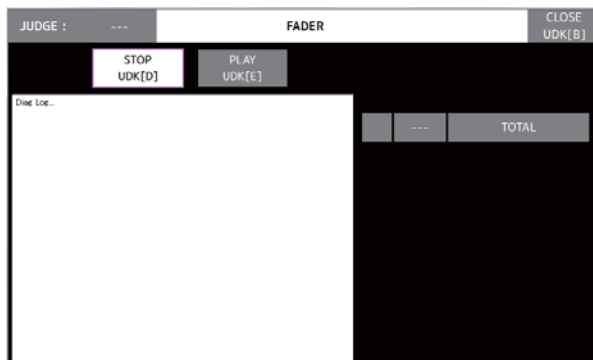 JUDGE : --- FADER CLOSE
UDK[B]
STOP
UDK[D]
PLAY
UDK[E]
Diag Log...
--- TOTAL